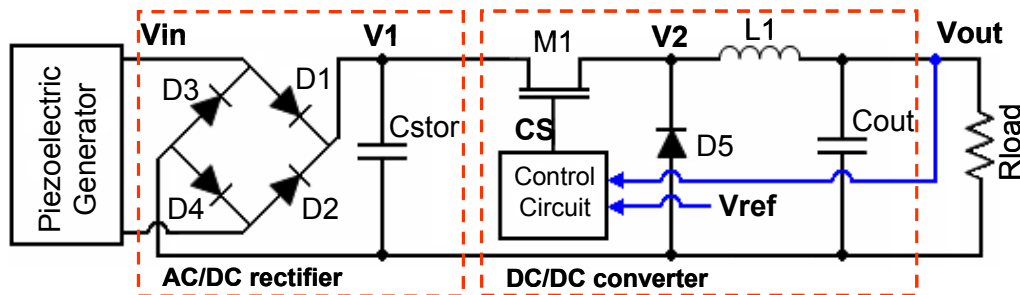 Piezoelectric
Generator
Vin
D3
D1
D4
D2
AC/DC rectifier
V1
Cstor
M1
CS
Control
Circuit
V2
D5
L1
Cout
Vref
DC/DC converter
Vout
Rload